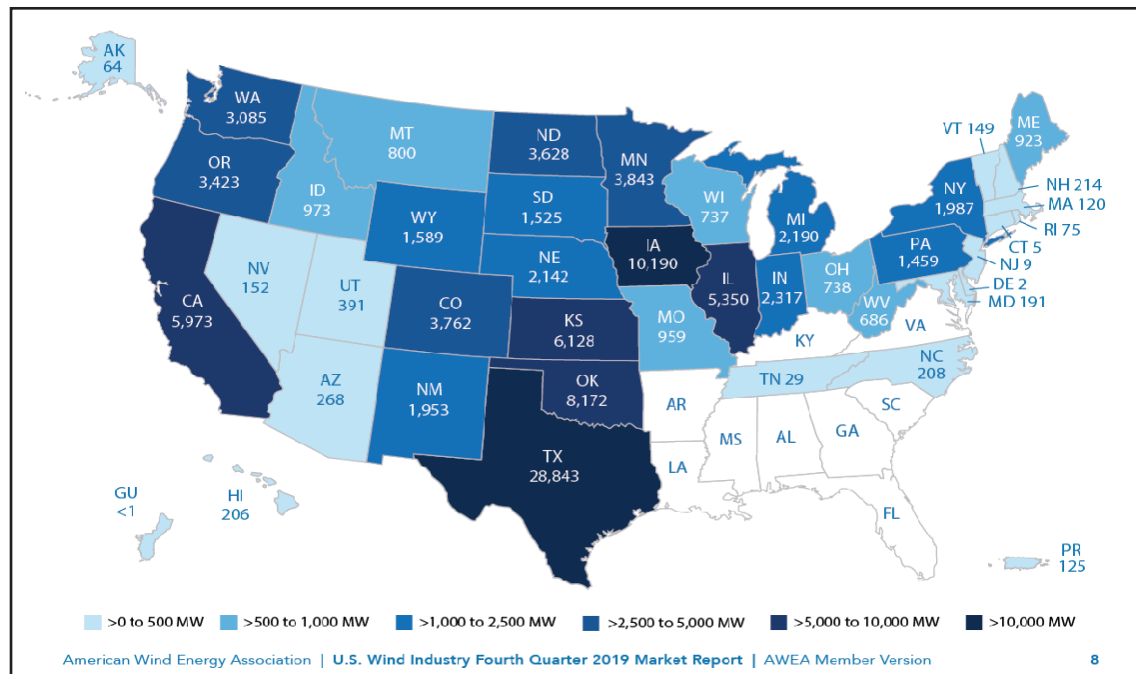 AK
64
WA
3,085
MT
800
ND
3,628
MN
3,843
VT 149
ME
923
OR
3,423
ID
973
SD
1,525
WI
737
NY
1,987
NH 214
MA 120
WY
1,589
MI
2,190
RI 75
PA
1,459
CT 5
NJ 9
NE
2,142
IA
10,190
NV
152
UT
391
IL
5,350
IN
2,317
OH
738
DE 2
MD 191
CA
5,973
CO
3,762
WV
686
KS
6,128
MO
959
KY
VA
AZ
268
NM
1,953
OK
8,172
TN 29
NC
208
AR
SC
MS
AL
GA
TX
28,843
LA
GU
<1
HI
206
FL
PR
125
>0 to 500 MW
>500 to 1,000 MW
>1,000 to 2,500 MW
>2,500 to 5,000 MW
>5,000 to 10,000 MW
>10,000 MW
American Wind Energy Association | U.S. Wind Industry Fourth Quarter 2019 Market Report | AWEA Member Version
8